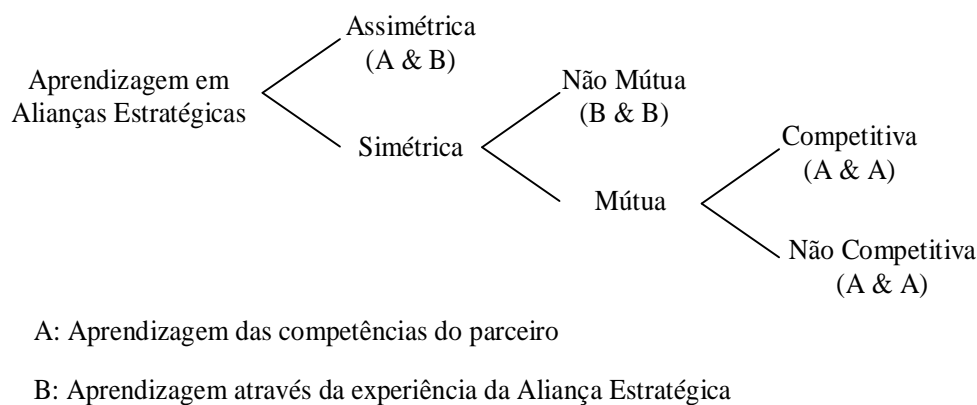 Assimétrica
(A & B)
Aprendizagem em
Alianças Estratégicas
Não Mútua
(B & B)
Simétrica
Competitiva
(A & A)
Mútua
Não Competitiva
(A & A)
A: Aprendizagem das competências do parceiro
B: Aprendizagem através da experiência da Aliança Estratégica